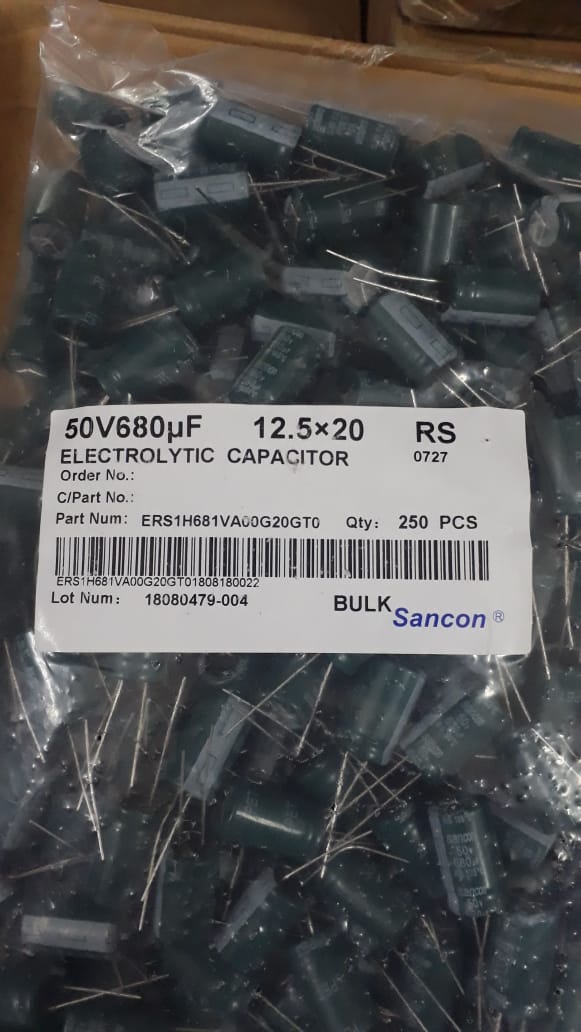 50V680µF 12.5×20 RS
ELECTROLYTIC CAPACITOR 0727
Order No.:
C/Part No.:
Part Num: ERS1H681VA00G20GT0 Qty: 250 PCS
ERS1H681VA00G20GT01808180022
Lot Num: 18080479-004 BULK Sancon ®